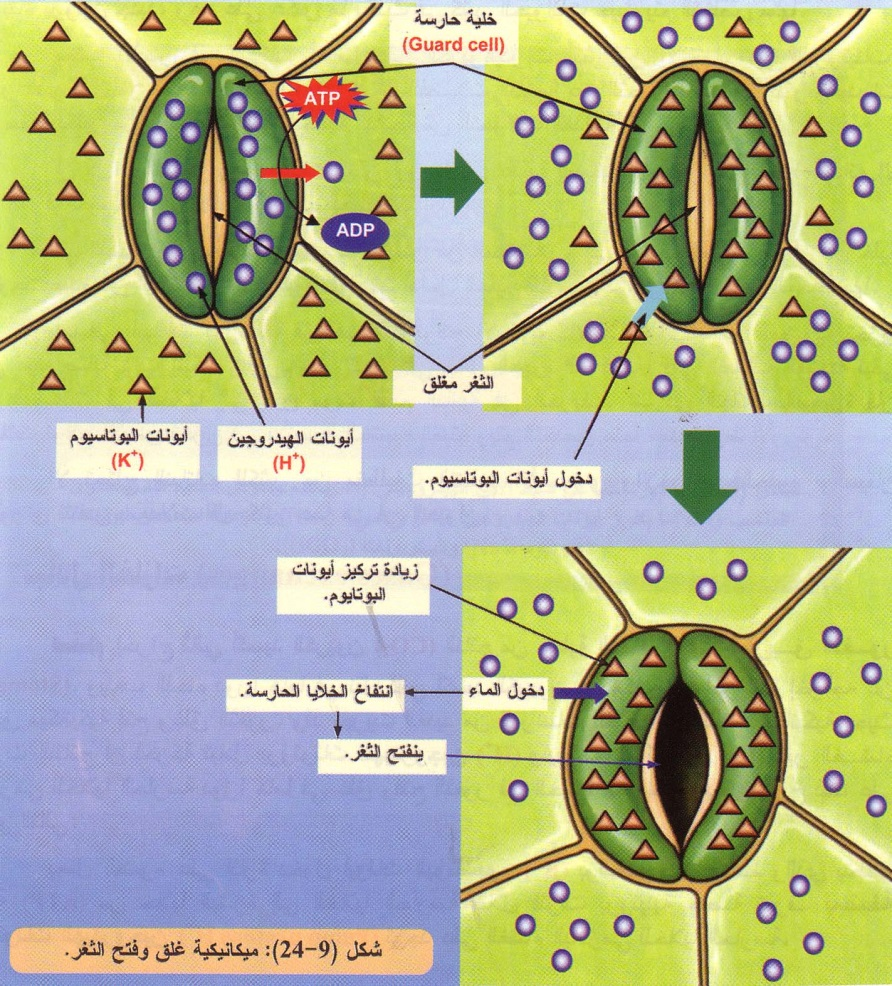 خلية حارسة
(Guard cell)
ATP
ADP
الثغر مغلق
أيونات البوتاسيوم
(K⁺)
أيونات الهيدروجين
(H⁺)
دخول أيونات البوتاسيوم.
زيادة تركيز أيونات
البوتايوم.
دخول الماء
انتفاخ الخلايا الحارسة.
ينفتح الثغر.
شكل (9-24): ميكانيكية غلق وفتح الثغر.